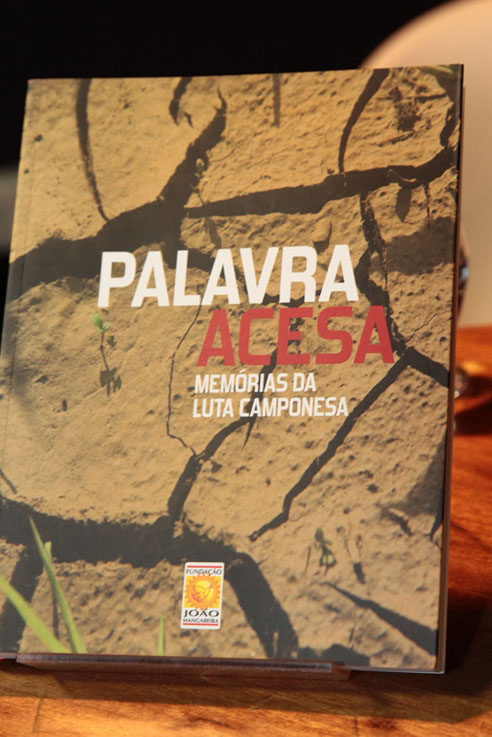 PALAVRA
ACESA
MEMÓRIAS DA
LUTA CAMPONESA
FUNDAÇÃO
JOÃO
MANGABEIRA